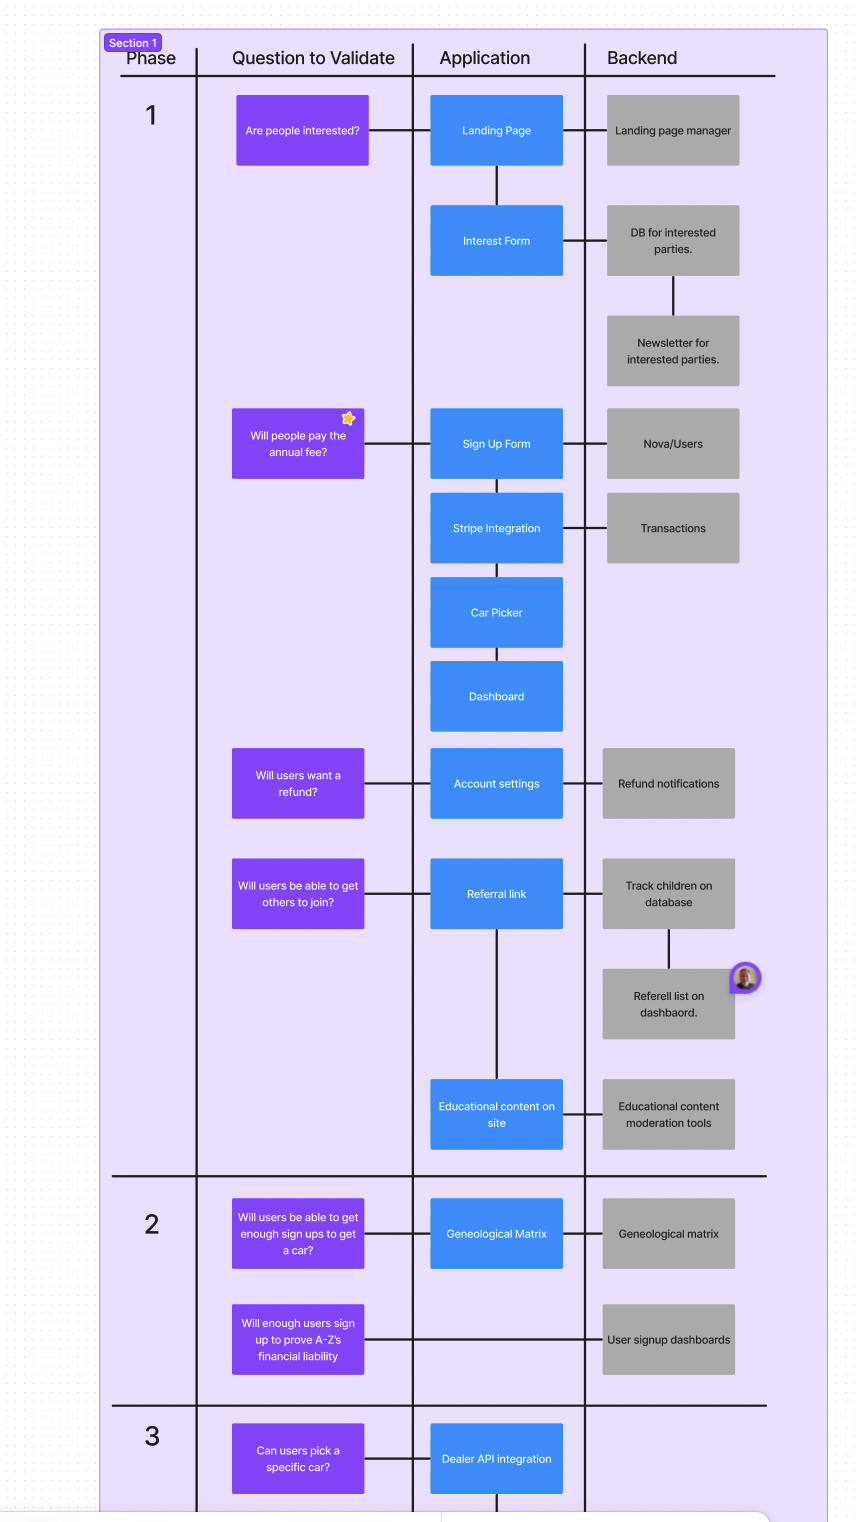 Section 1
Phase
Question to Validate
Application
Backend
1
Are people interested?
Landing Page
Landing page manager
Interest Form
DB for interested
parties.
Newsletter for
interested parties.
Will people pay the
annual fee?
Sign Up Form
Nova/Users
Stripe Integration
Transactions
Car Picker
Dashboard
Will users want a
refund?
Account settings
Refund notifications
Will users be able to get
others to join?
Referral link
Track children on
database
Referell list on
dashbaord.
Educational content on
site
Educational content
moderation tools
2
Will users be able to get
enough sign ups to get
a car?
Geneological Matrix
Geneological matrix
Will enough users sign
up to prove A-Z's
financial liability
User signup dashboards
3
Can users pick a
specific car?
Dealer API integration